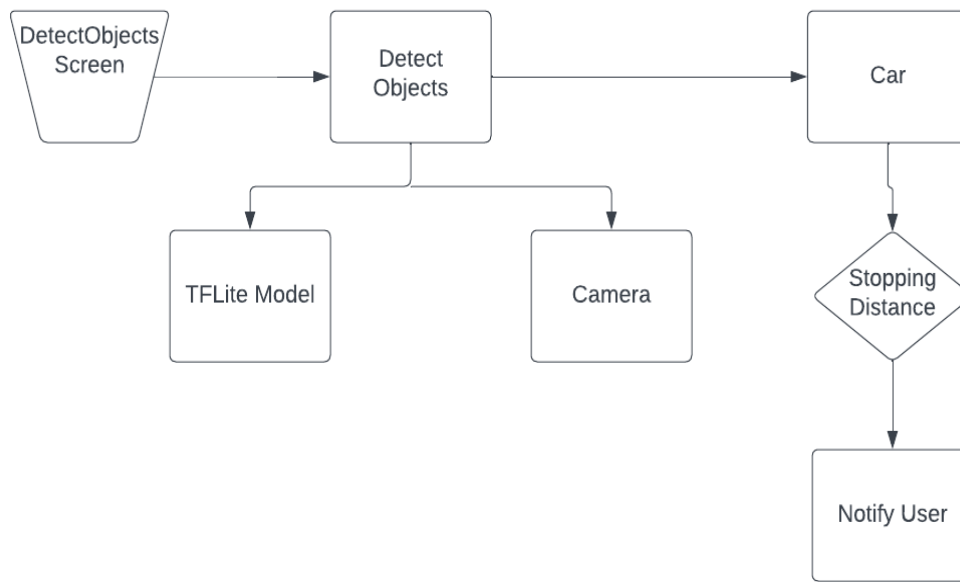 DetectObjects
Screen
Detect
Objects
Car
TFLite Model
Camera
Stopping
Distance
Notify User